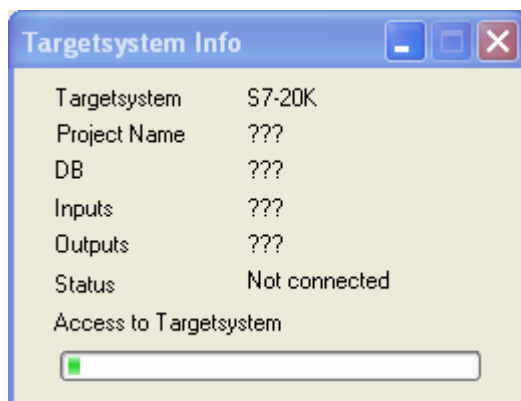 Targetsystem Info
Targetsystem S7-20K
Project Name ???
DB ???
Inputs ???
Outputs ???
Status Not connected
Access to Targetsystem